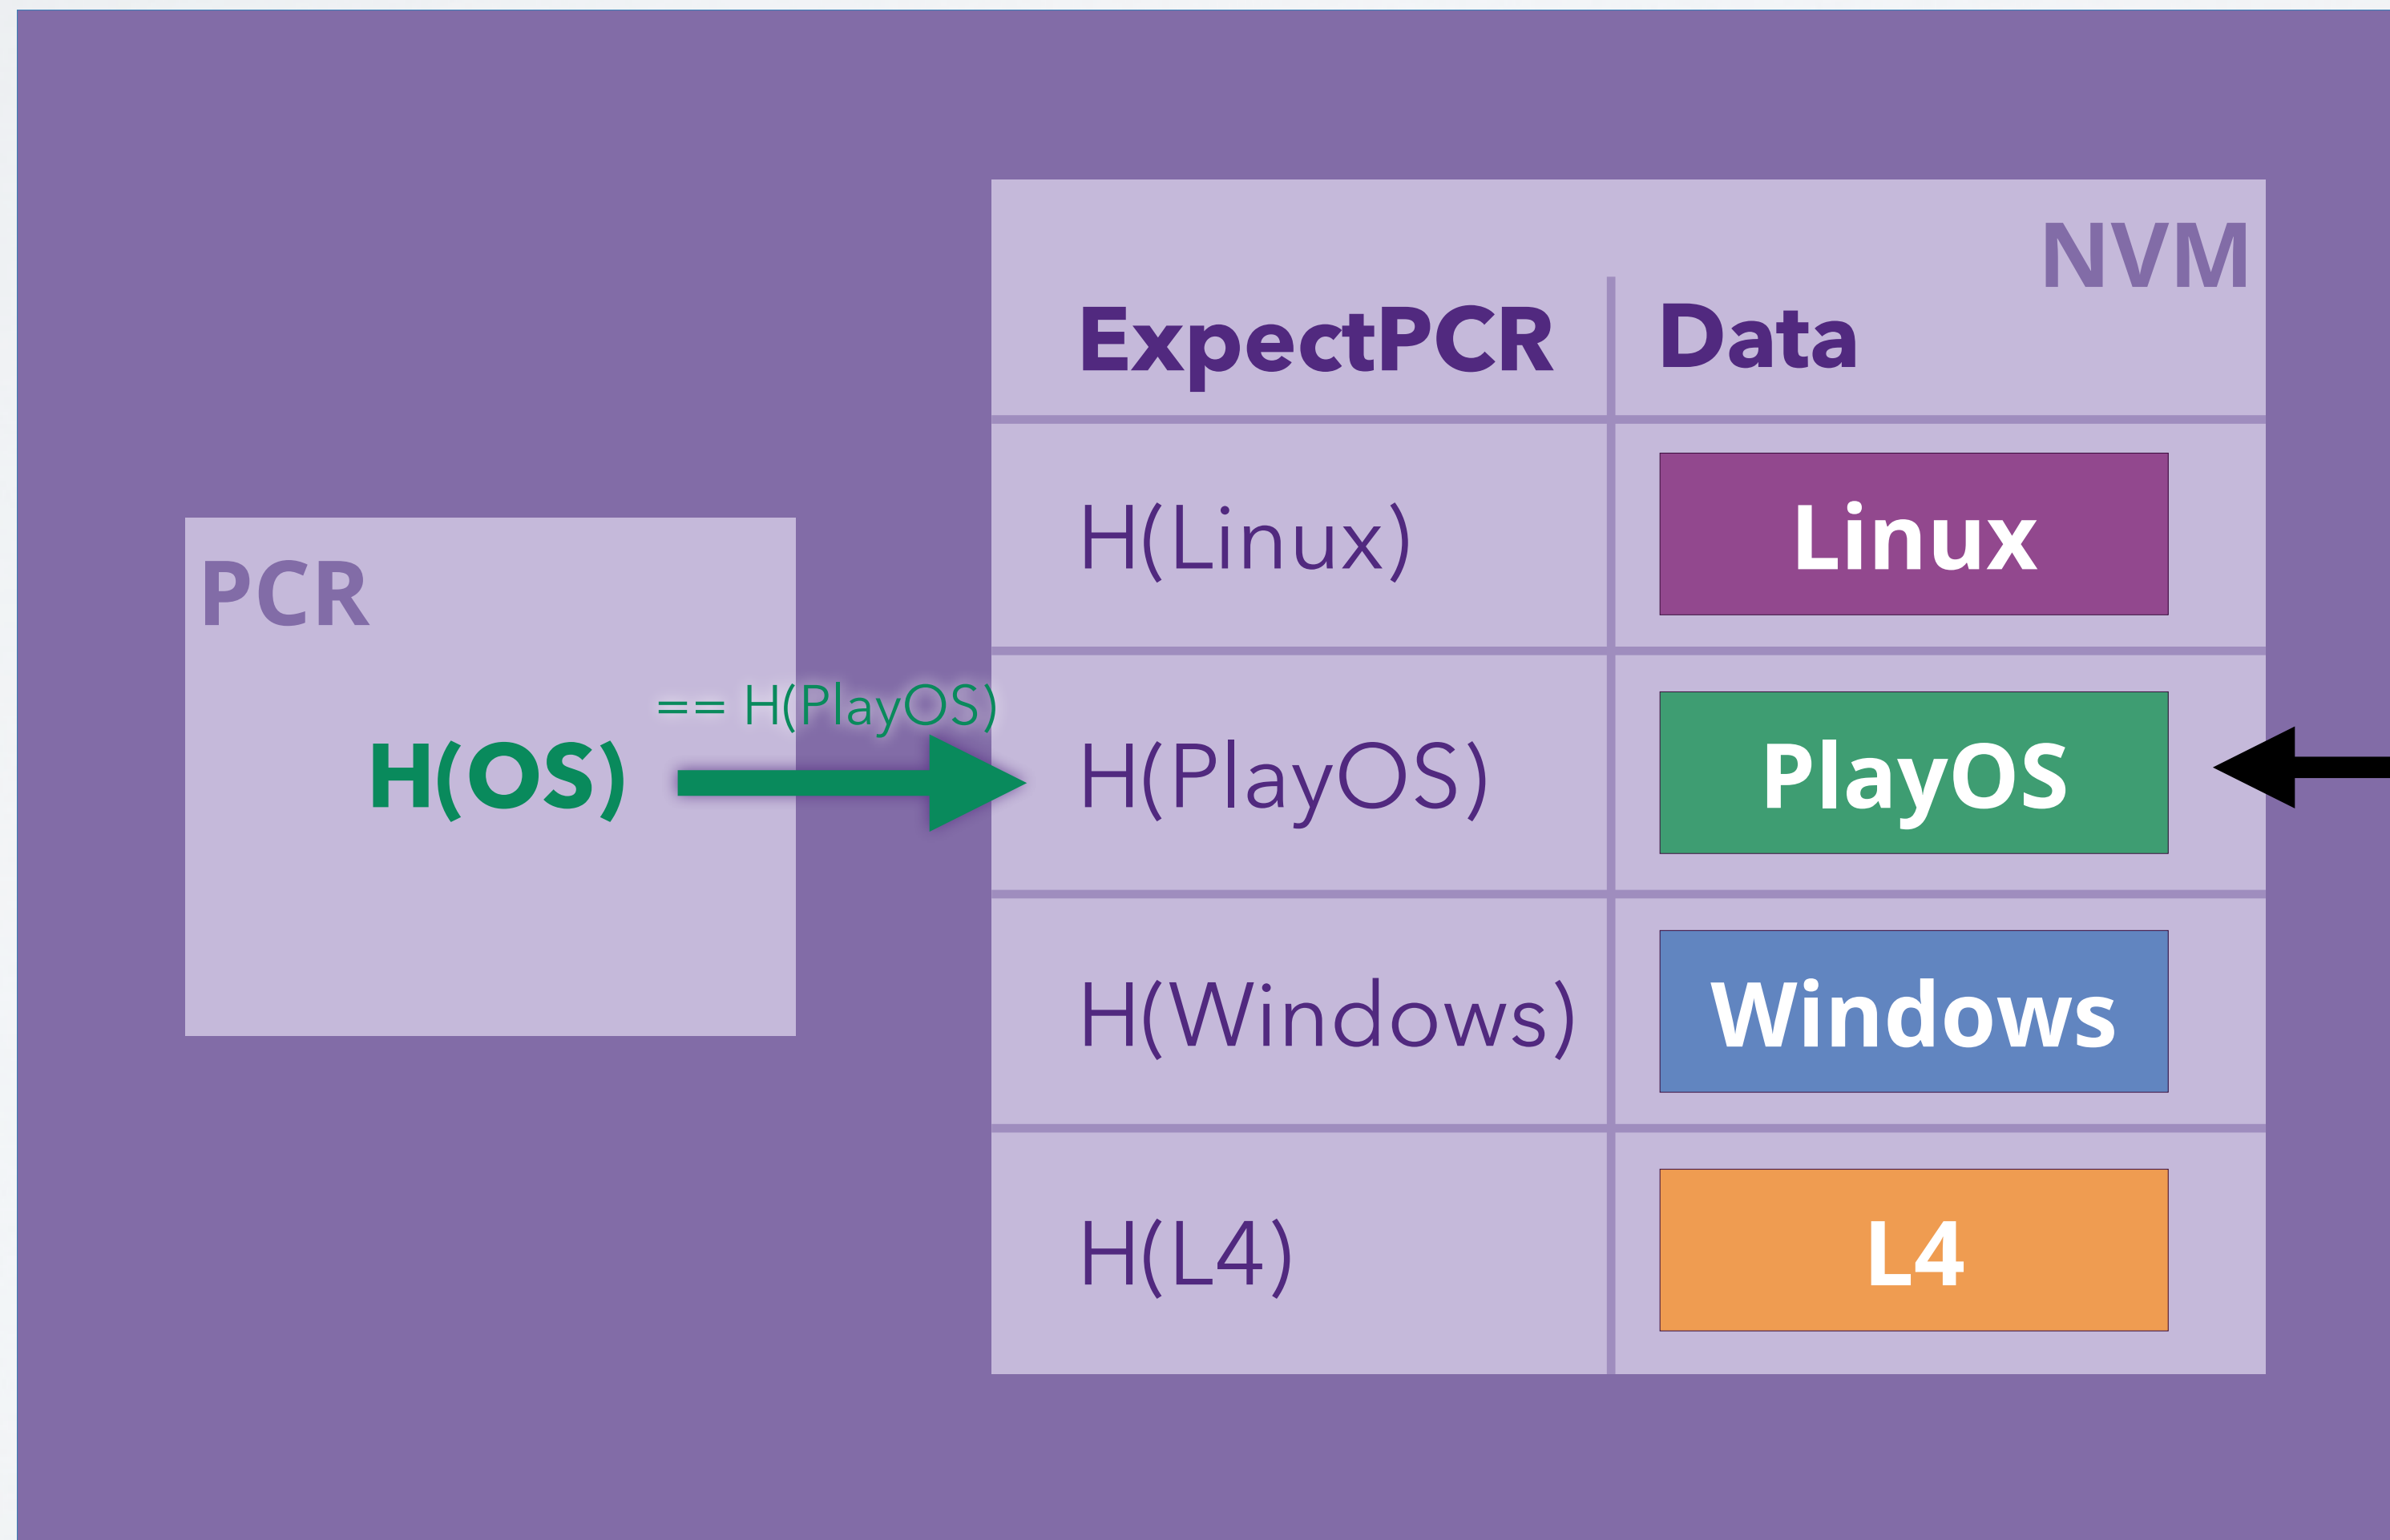 NVM
ExpectPCR Data
H(Linux) Linux
PCR
== H(PlayOS)
H(OS)
H(PlayOS) PlayOS
H(Windows) Windows
H(L4) L4